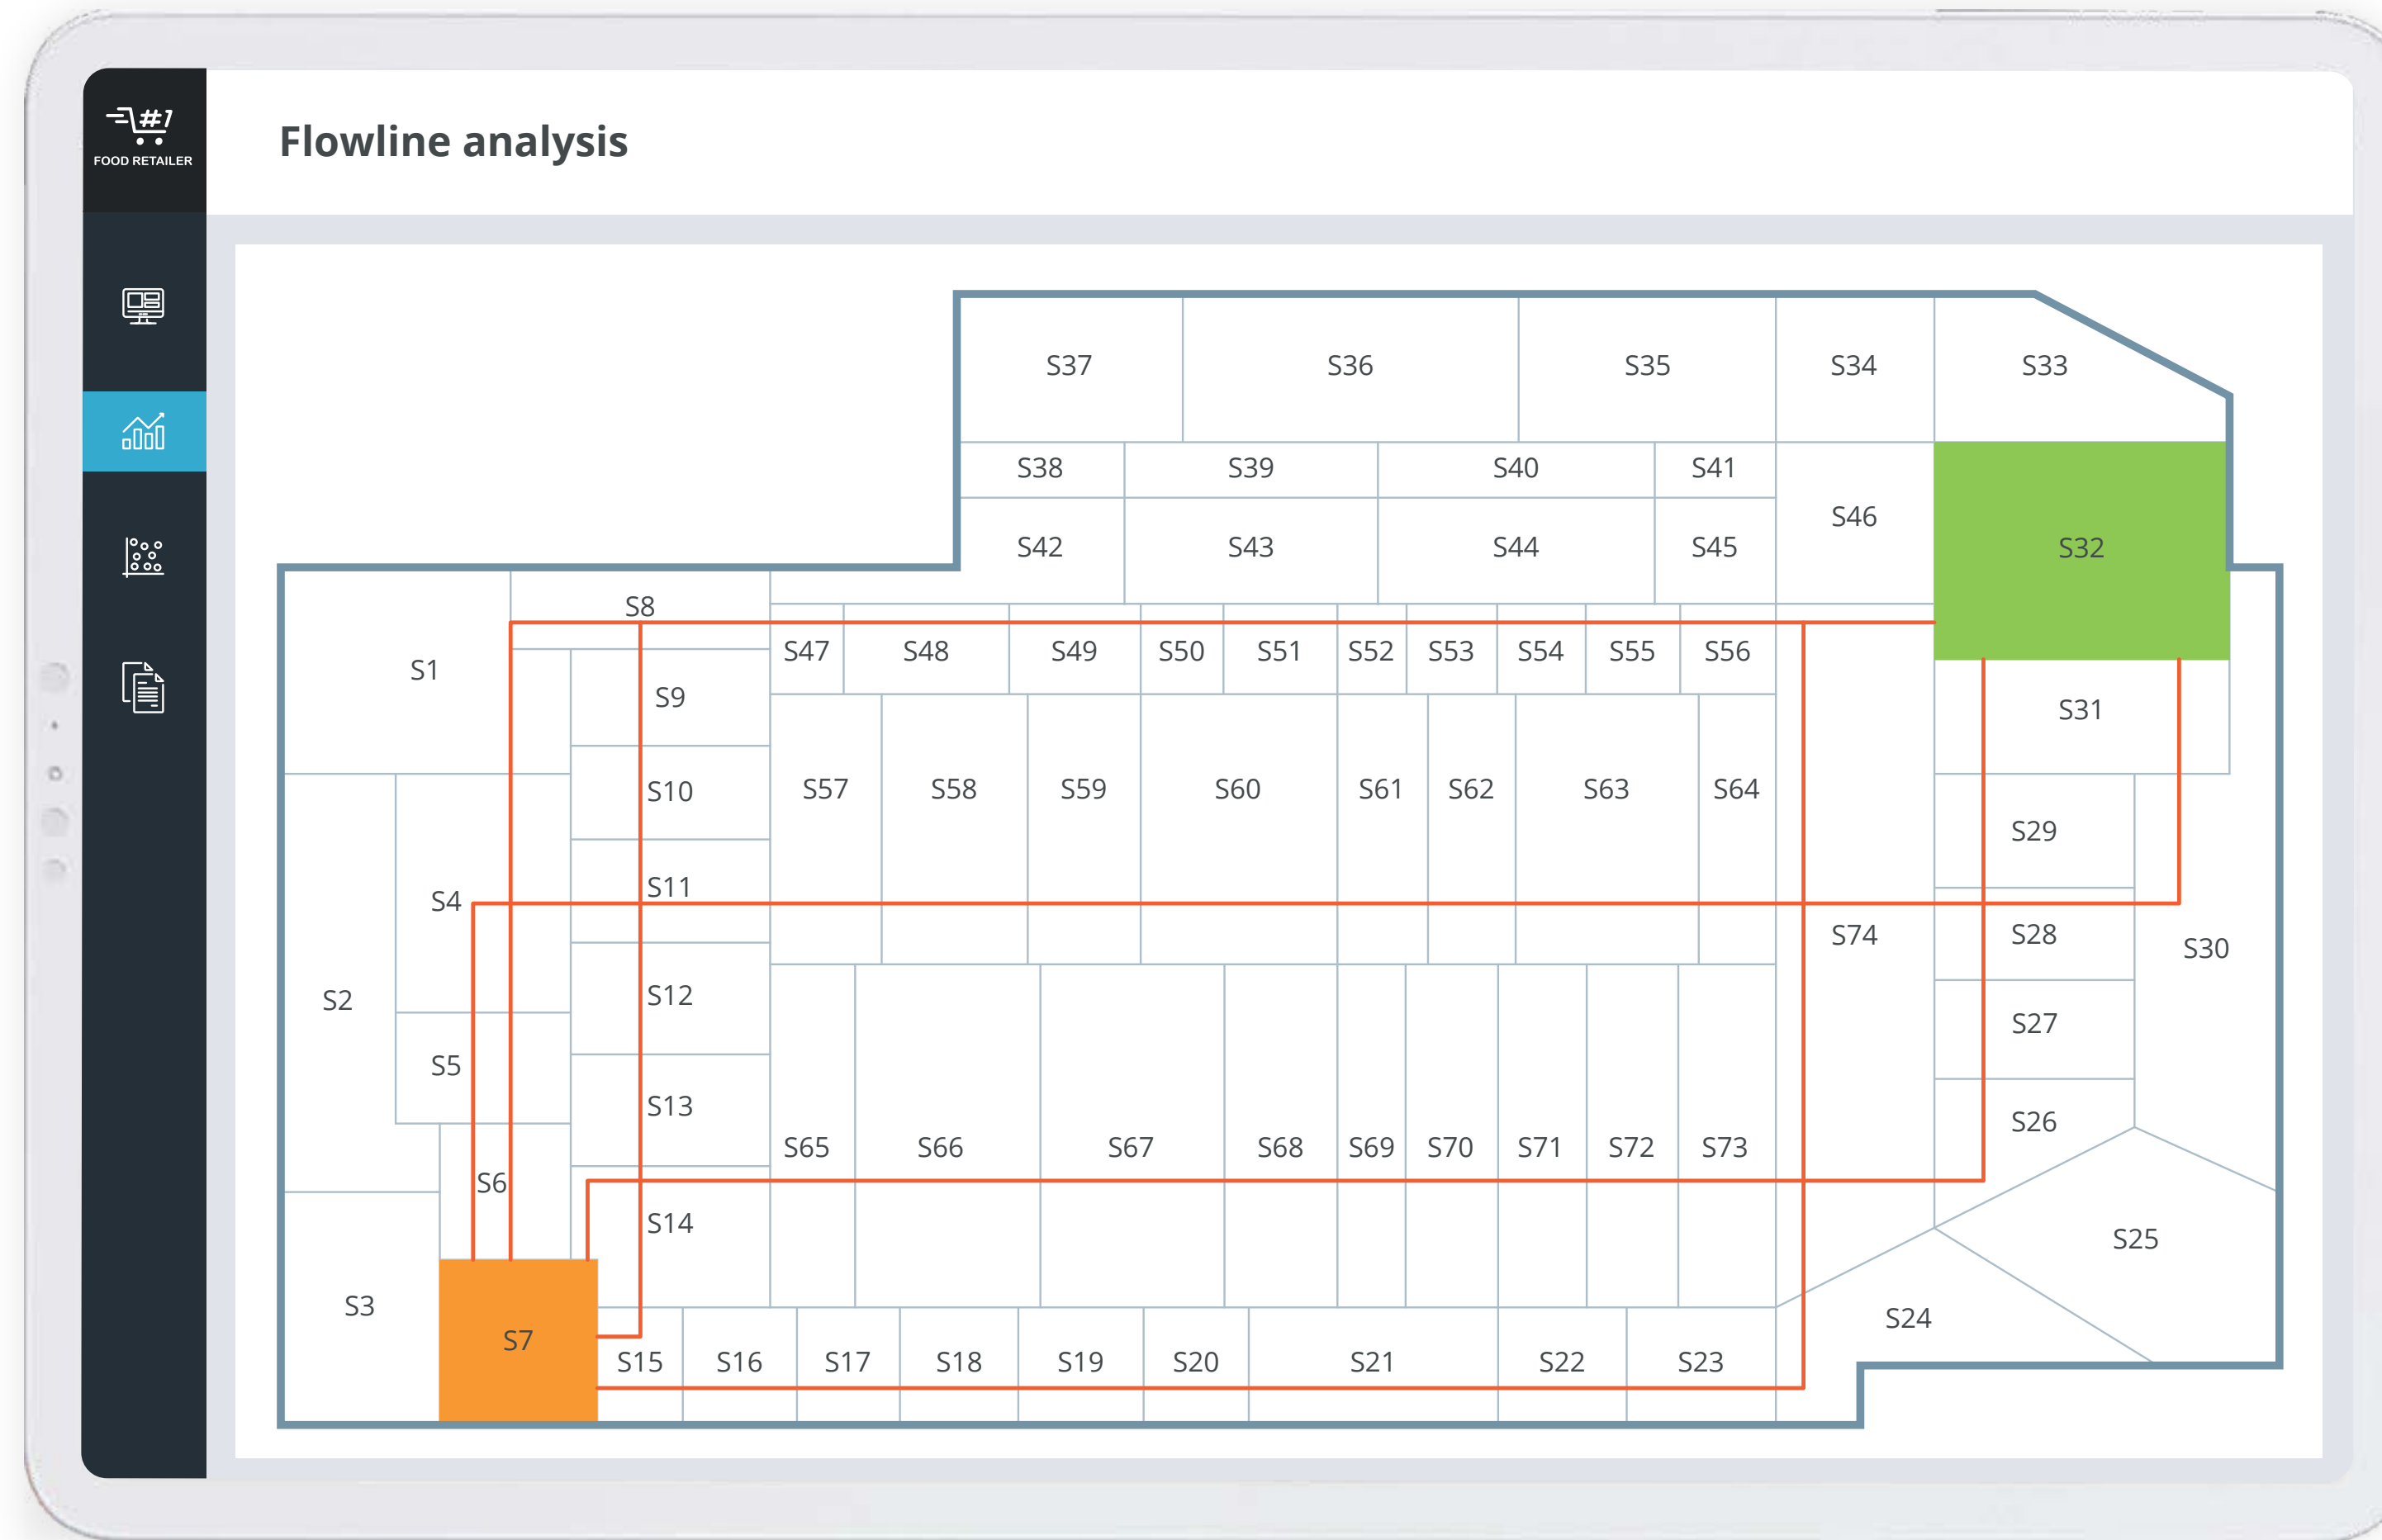 #1
FOOD RETAILER
Flowline analysis
S37 S36 S35 S34 S33
S38 S39 S40 S41
S46
S42 S43 S44 S45 S32
S8
S1 S47 S48 S49 S50 S51 S52 S53 S54 S55 S56
S9 S31
S10 S57 S58 S59 S60 S61 S62 S63 S64
S29
S4 S11
S74 S28 S30
S2 S12 S27
S5 S13 S26
S6 S65 S66 S67 S68 S69 S70 S71 S72 S73
S14 S25
S3 S24
S7 S15 S16 S17 S18 S19 S20 S21 S22 S23